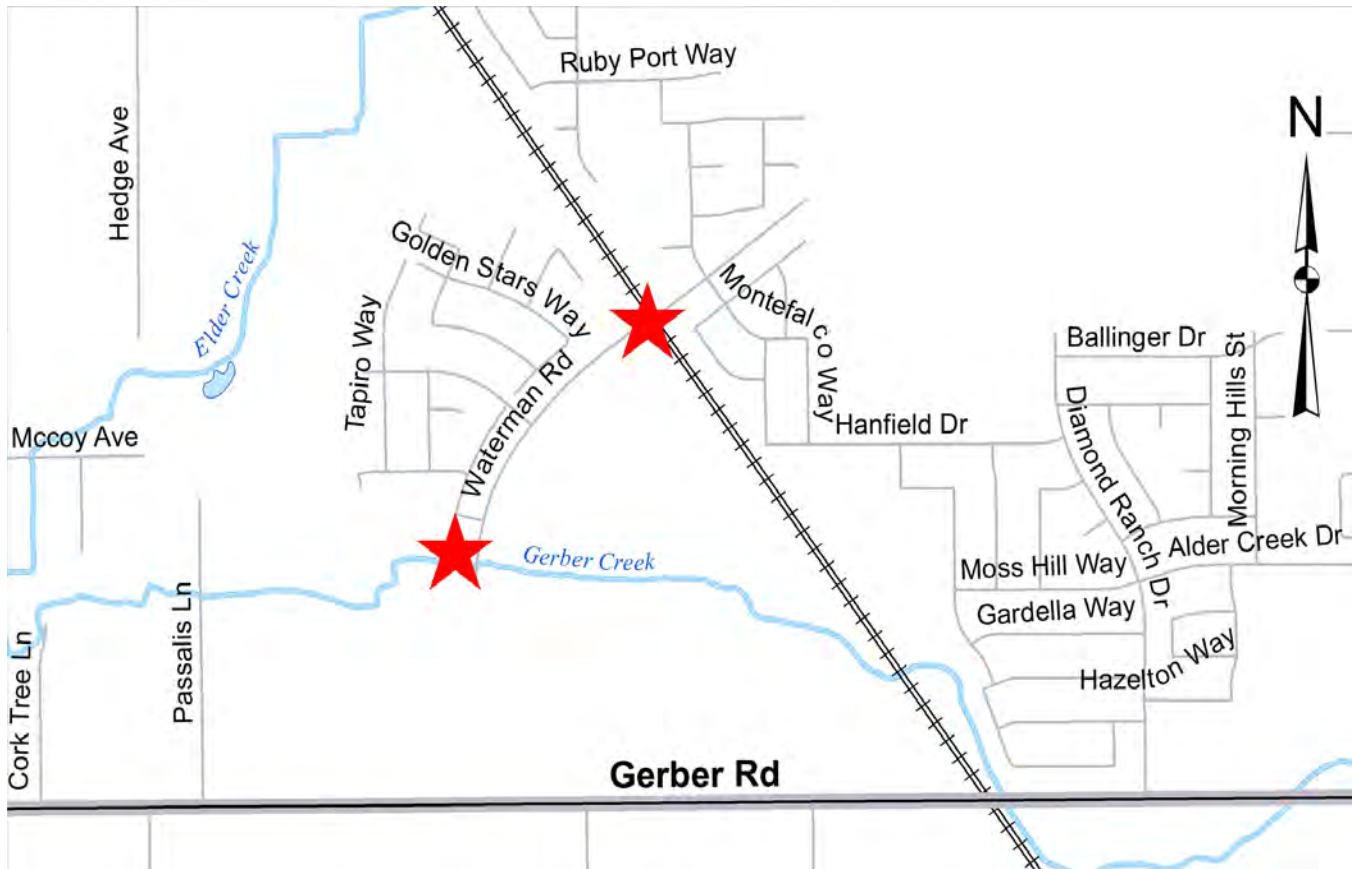 Ruby Port Way
N
Hedge Ave
Golden Stars Way
Elder Creek
Montefalco Way
Tapiro Way
Waterman Rd
Ballinger Dr
Morning Hills St
Mccoy Ave
Hanfield Dr
Diamond Ranch Dr
Gerber Creek
Alder Creek Dr
Moss Hill Way
Gardella Way
Passalis Ln
Cork Tree Ln
Hazelton Way
Gerber Rd